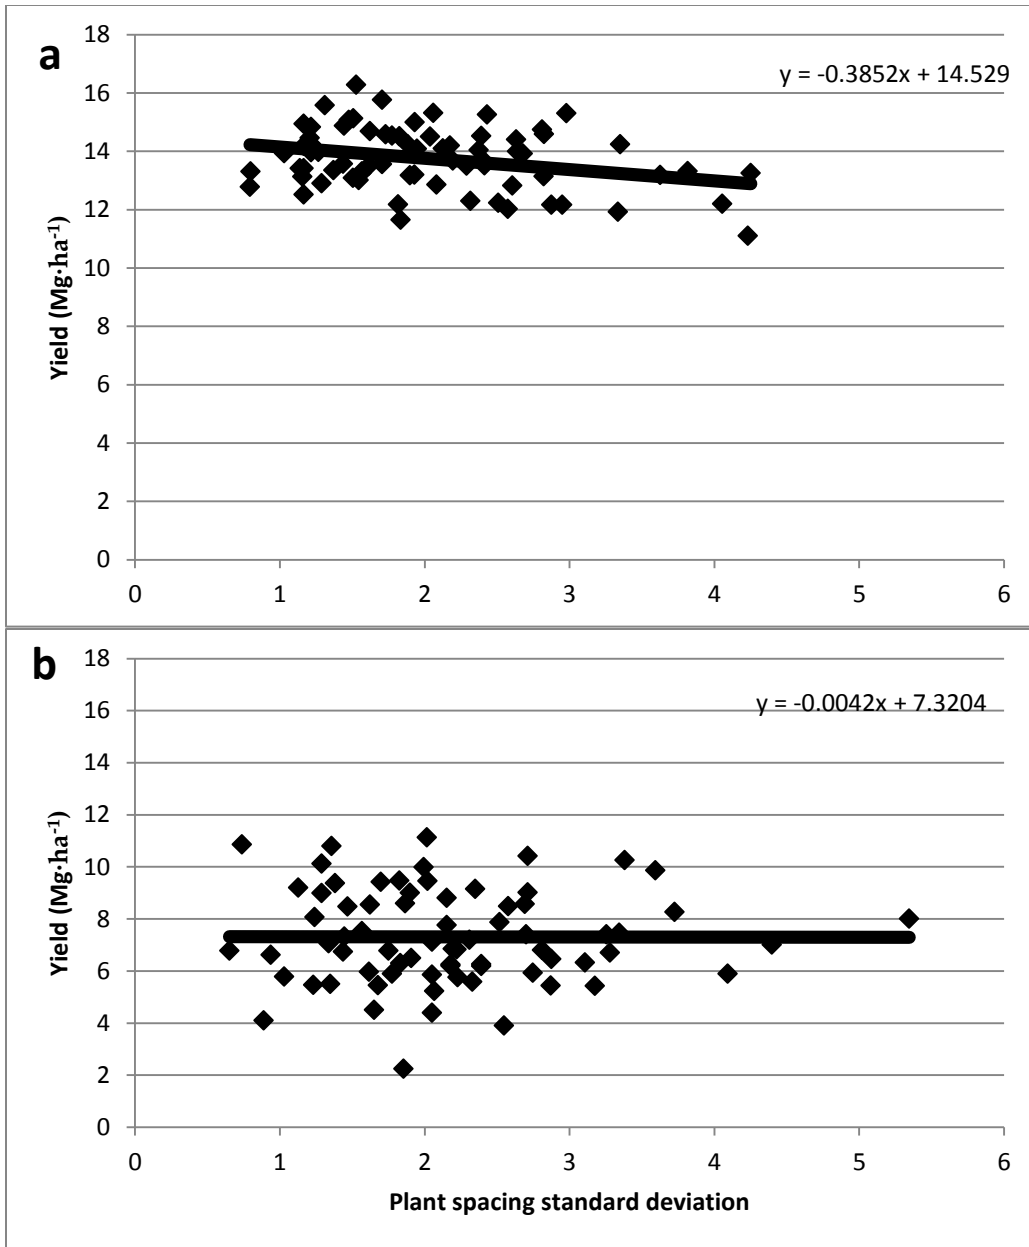 a
y = -0.3852x + 14.529
Yield (Mg·ha⁻¹)
18
16
14
12
10
8
6
4
2
0
0 1 2 3 4 5 6
b
y = -0.0042x + 7.3204
Yield (Mg·ha⁻¹)
18
16
14
12
10
8
6
4
2
0
0 1 2 3 4 5 6
Plant spacing standard deviation